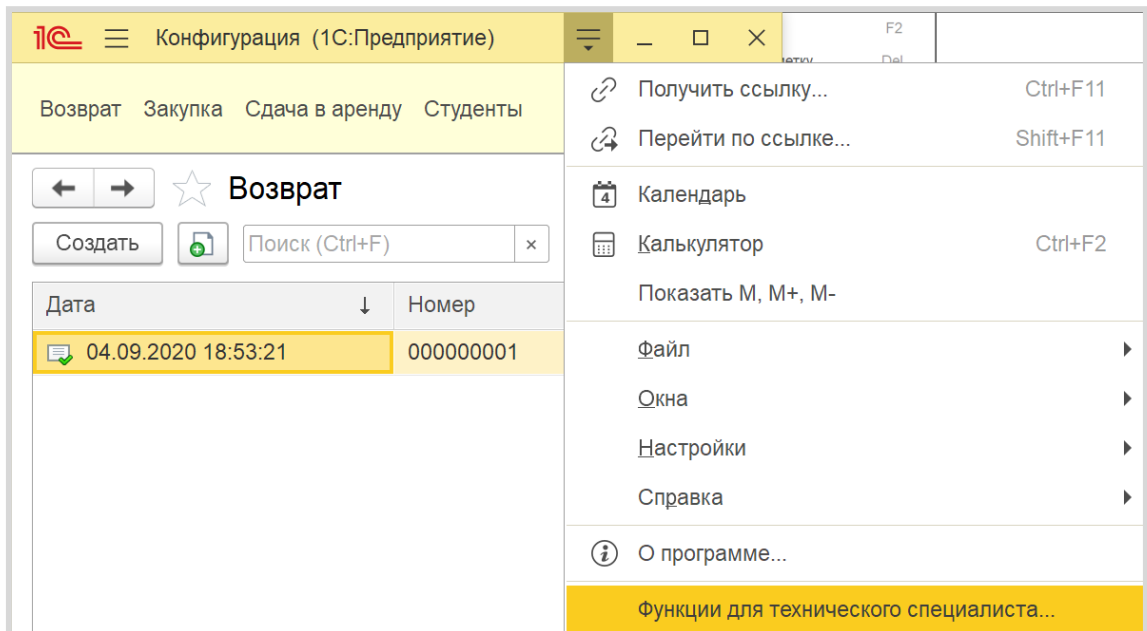 1С Конфигурация (1С:Предприятие)
F2
Del
Возврат Закупка Сдача в аренду Студенты
Возврат
Создать Поиск (Ctrl+F) ×
Дата ↓ Номер
04.09.2020 18:53:21 000000001
Получить ссылку... Ctrl+F11
Перейти по ссылке... Shift+F11
4 Календарь
Калькулятор Ctrl+F2
Показать M, M+, M-
Файл
Окна
Настройки
Справка
i О программе...
Функции для технического специалиста...